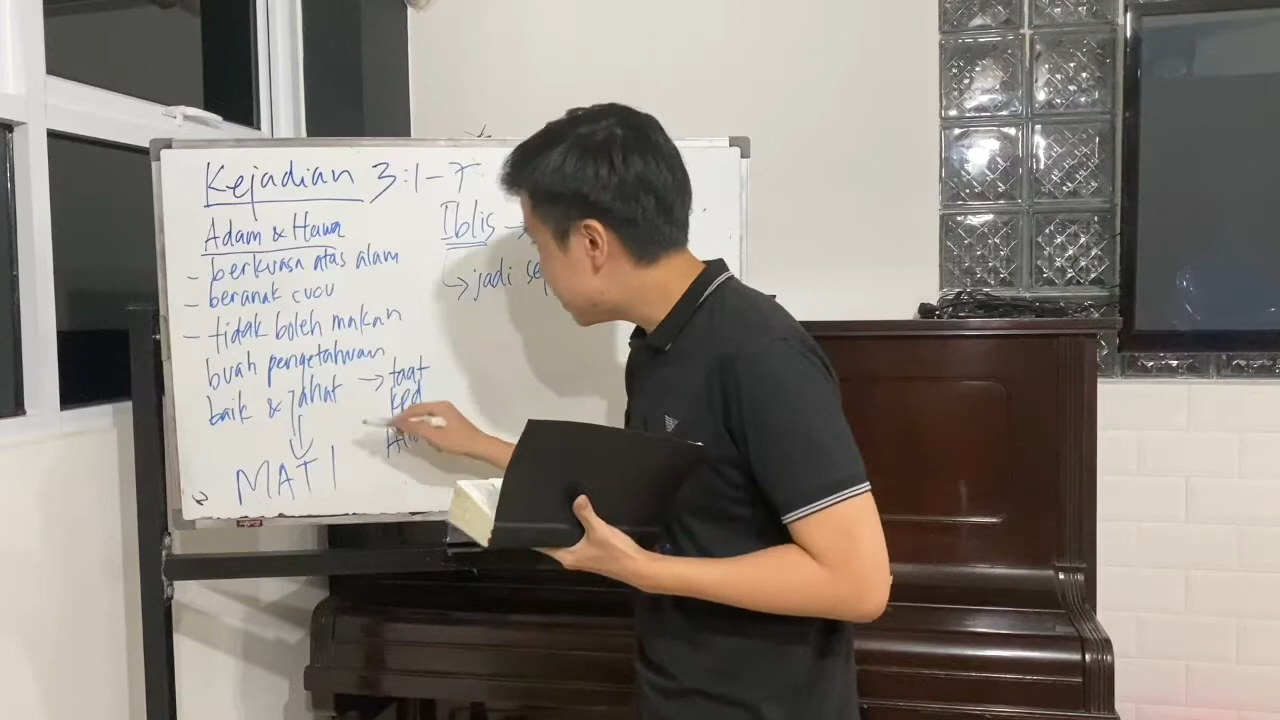 Kejadian 3:1-7
Adam & Hawa
- berkuasa atas alam
- beranak cucu
- tidak boleh makan
buah pengetahuan
baik & jahat → taat
kpd
MATI
Iblis →
↳ jadi